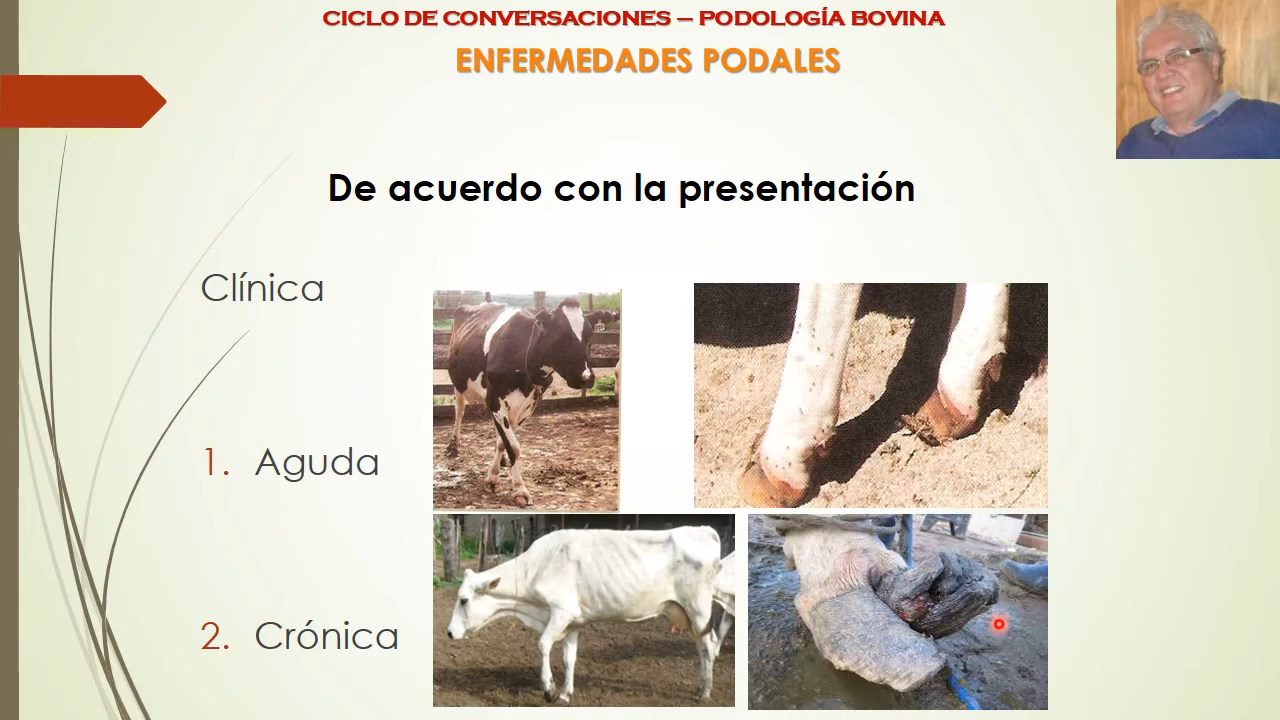 CICLO DE CONVERSACIONES – PODOLOGÍA BOVINA
ENFERMEDADES PODALES
De acuerdo con la presentación
Clínica
1. Aguda
2. Crónica